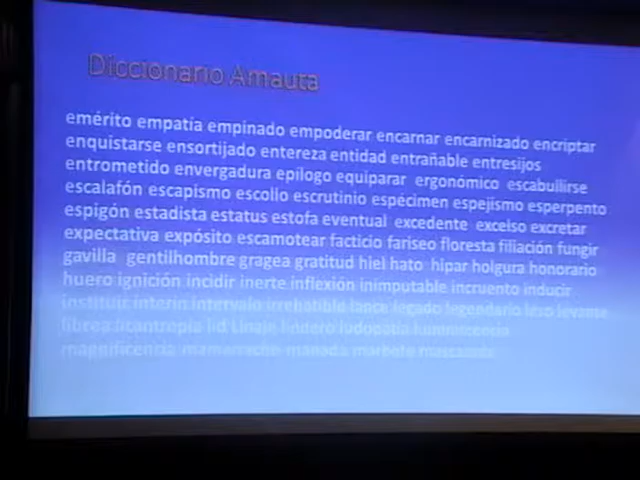 Diccionario Amauta
emérito empatía empinado empoderar encarnar encarnizado encriptar
enquistarse ensortijado entereza entidad entrañable entresijos
entrometido envergadura epílogo equiparar ergonómico escabullirse
escalafón escapismo escollo escrutinio espécimen espejismo esperpento
espigón estadista estatus estofa eventual excedente excelso excretar
expectativa expósito escamotear facticio fariseo floresta filiación fungir
gavilla gentilhombre gragea gratitud hiel hato hipar holgura honorario
huero ignición incidir inerte inflexión inimputable incruento inducir
instituir interin intervalo irrebatible lance legado legendario leso levante
librea licantropía lid Linaje lindero ludopatía luminiscencia
magnificencia mamarracho manada marbete mascarada